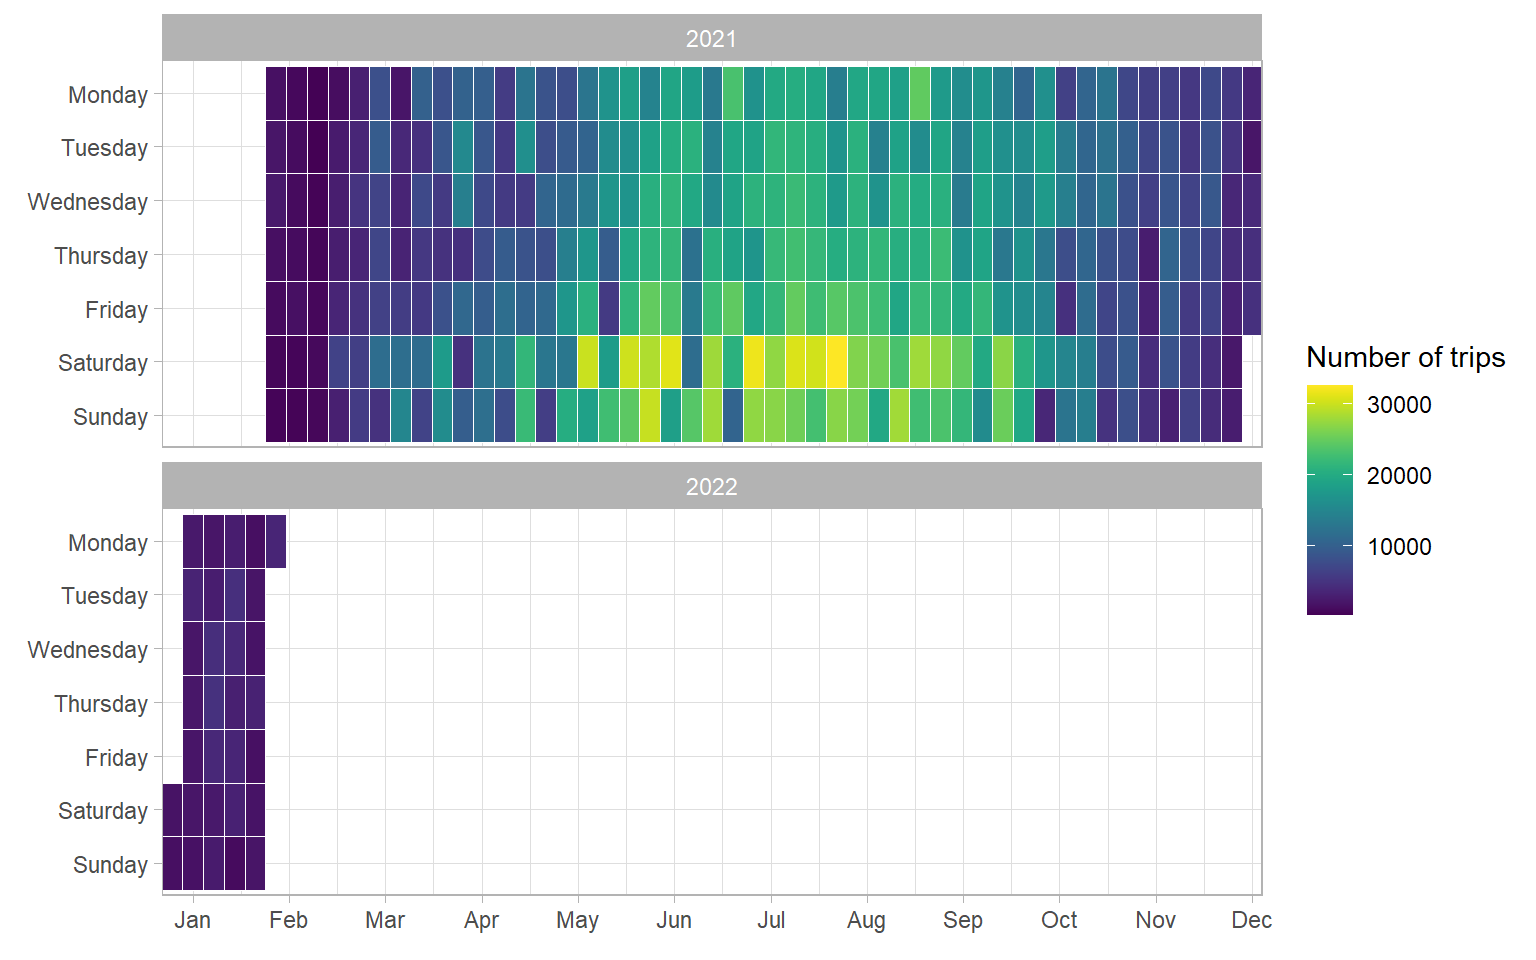 2021
Monday
Tuesday
Wednesday
Thursday
Friday
Saturday
Sunday
2022
Monday
Tuesday
Wednesday
Thursday
Friday
Saturday
Sunday
Jan Feb Mar Apr May Jun Jul Aug Sep Oct Nov Dec
Number of trips
30000
20000
10000